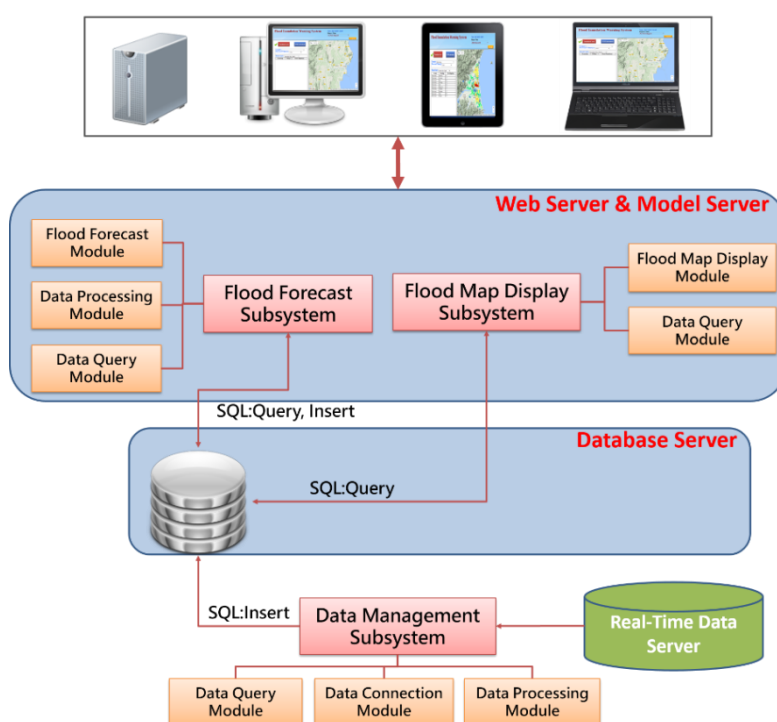 Web Server & Model Server
Flood Forecast
Module
Data Processing
Module
Data Query
Module
Flood Forecast
Subsystem
Flood Map Display
Subsystem
Flood Map Display
Module
Data Query
Module
SQL:Query, Insert
Database Server
SQL:Query
SQL:Insert
Data Management
Subsystem
Real-Time Data
Server
Data Query
Module
Data Connection
Module
Data Processing
Module